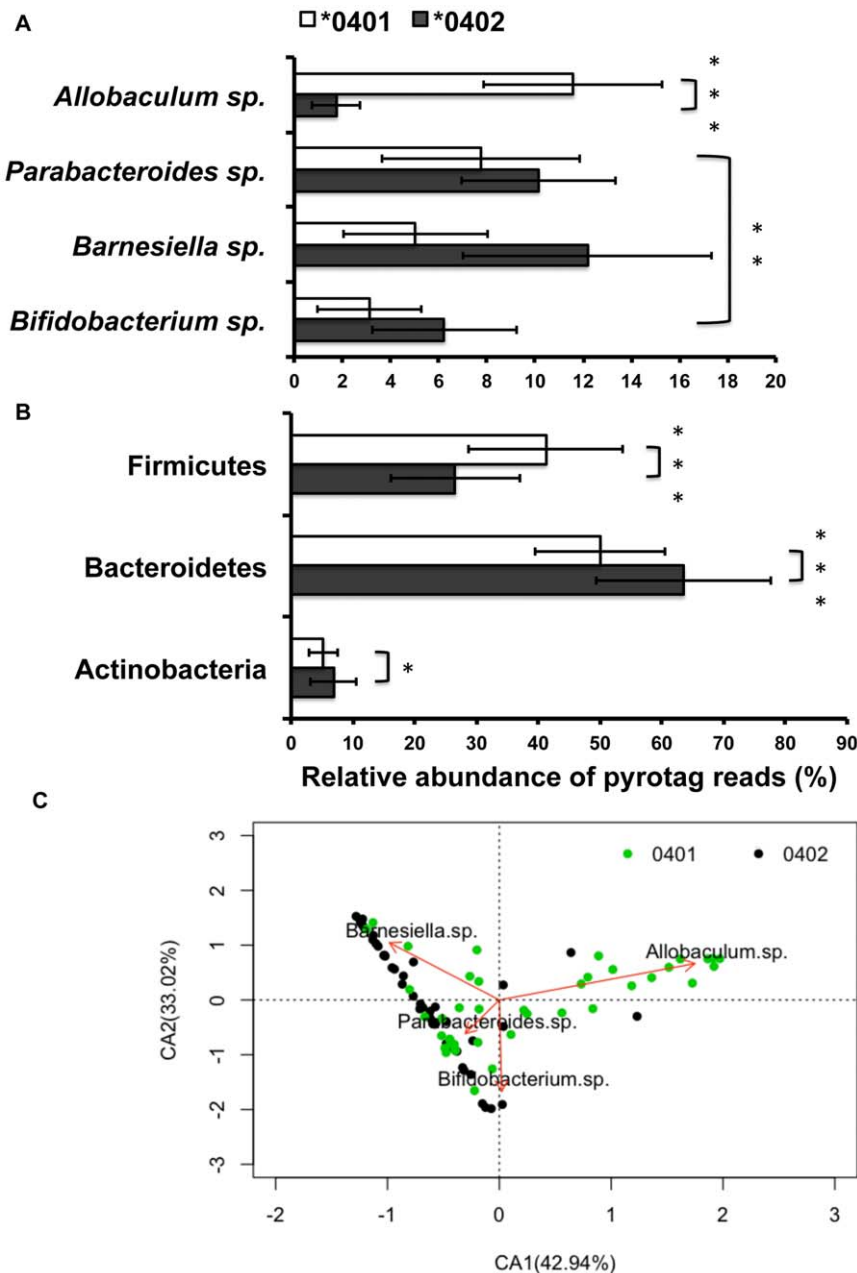 A
*0401 *0402
Allobaculum sp.
*
*
*
Parabacteroides sp.
Barnesiella sp.
*
*
Bifidobacterium sp.
0 2 4 6 8 10 12 14 16 18 20
B
Firmicutes
*
*
*
Bacteroidetes
*
*
*
Actinobacteria
*
0 10 20 30 40 50 60 70 80 90
Relative abundance of pyrotag reads (%)
C
0401 0402
Barnesiella.sp.
Allobaculum.sp.
Parabacteroides.sp.
Bifidobacterium.sp.
CA2(33.02%)
3
2
1
0
-1
-2
-3
-2 -1 0 1 2 3
CA1(42.94%)